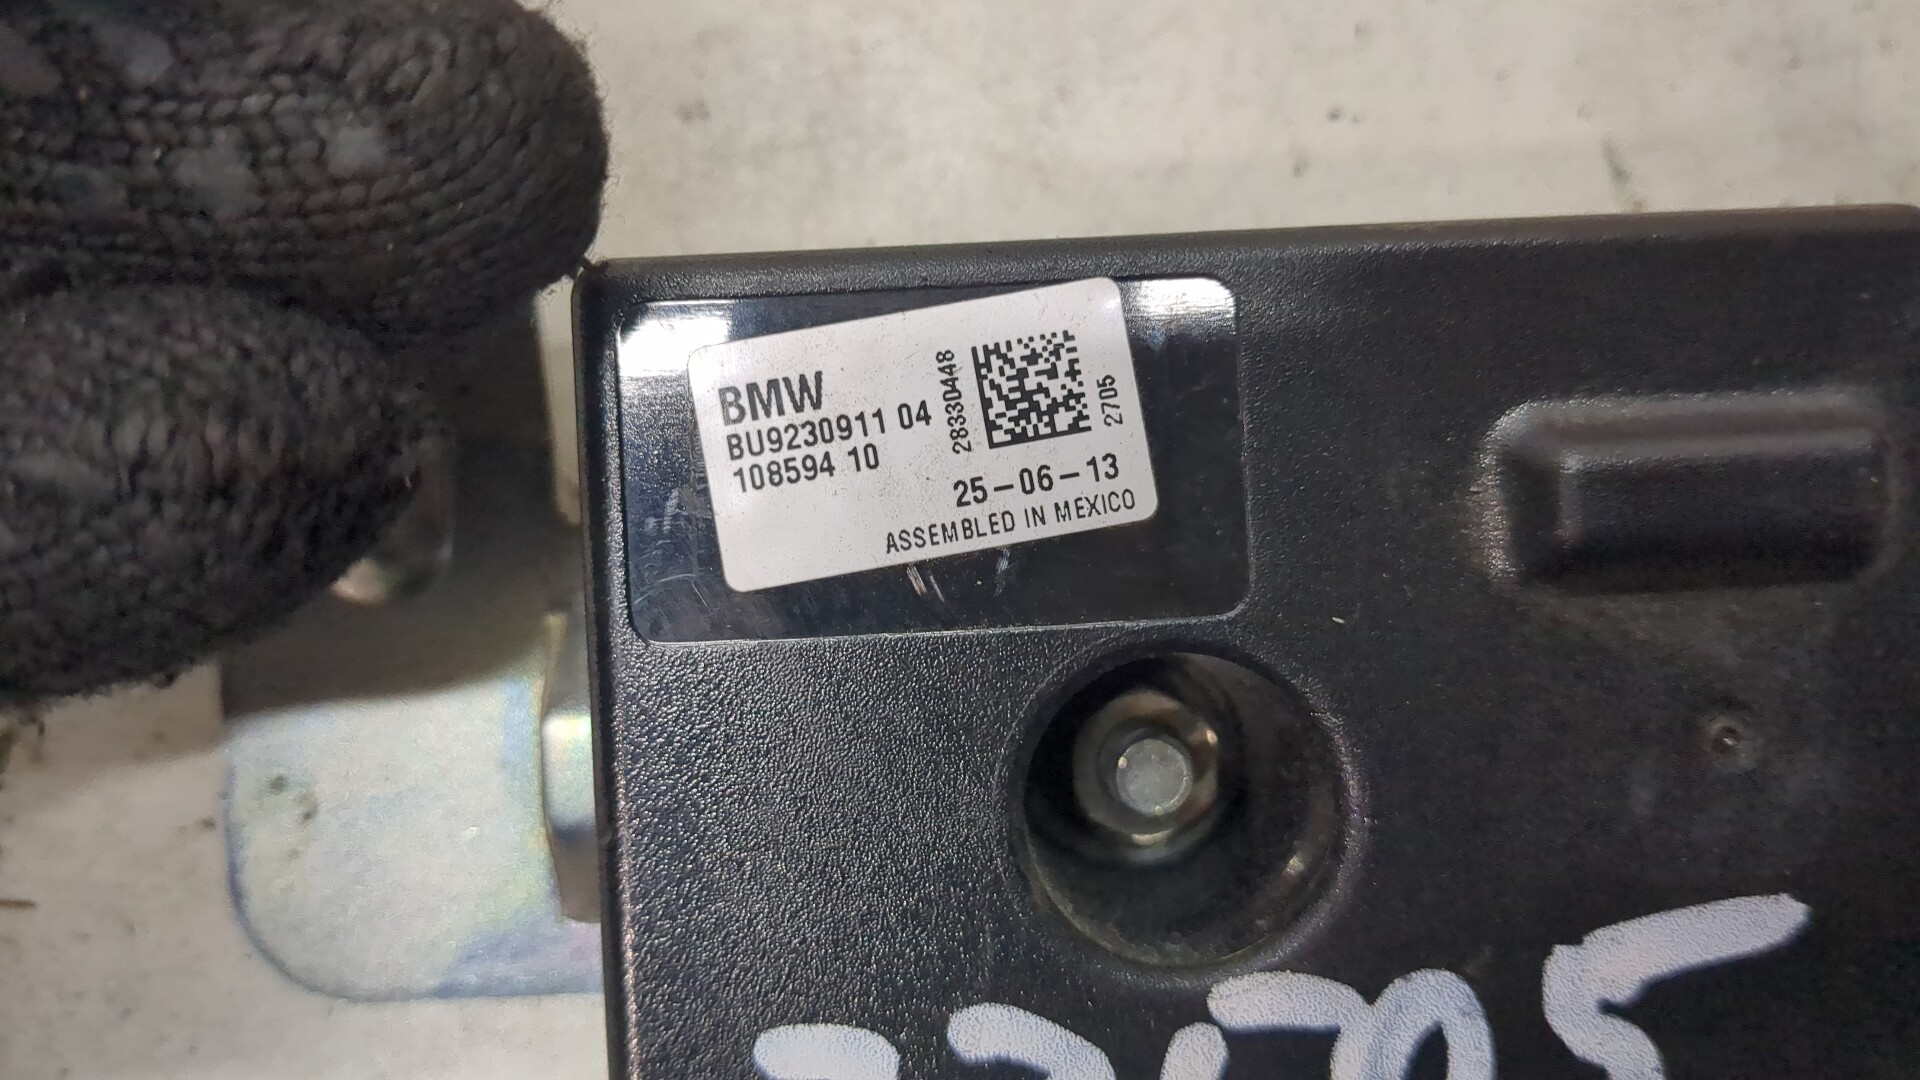 BMW
BU9230911 04
108594 10
28330448
2705
25-06-13
ASSEMBLED IN MEXICO